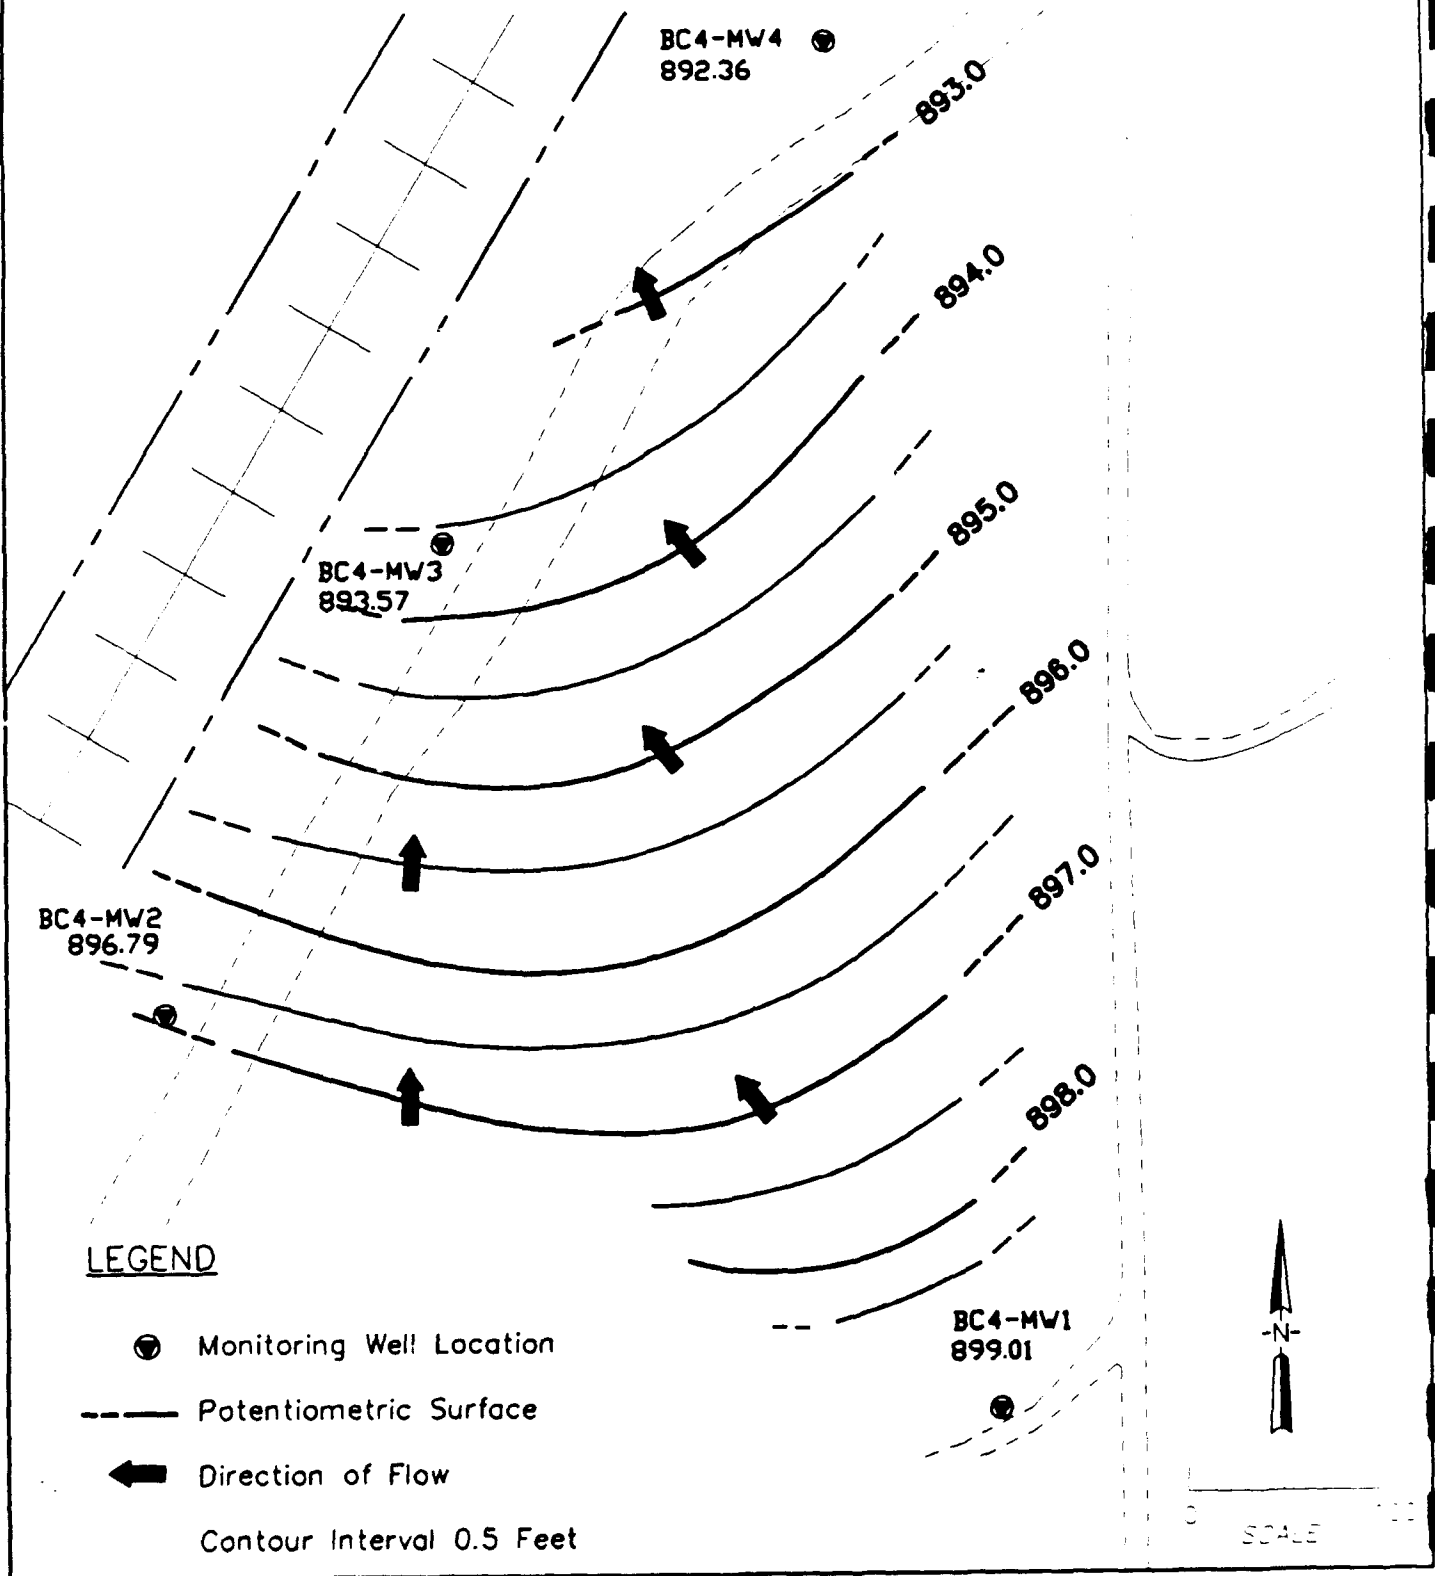 BC4-MW4
892.36
893.0
894.0
895.0
BC4-MW3
893.57
896.0
897.0
BC4-MW2
896.79
898.0
LEGEND
BC4-MW1
899.01
-N-
Monitoring Well Location
Potentiometric Surface
Direction of Flow
Contour Interval 0.5 Feet
0
SCALE